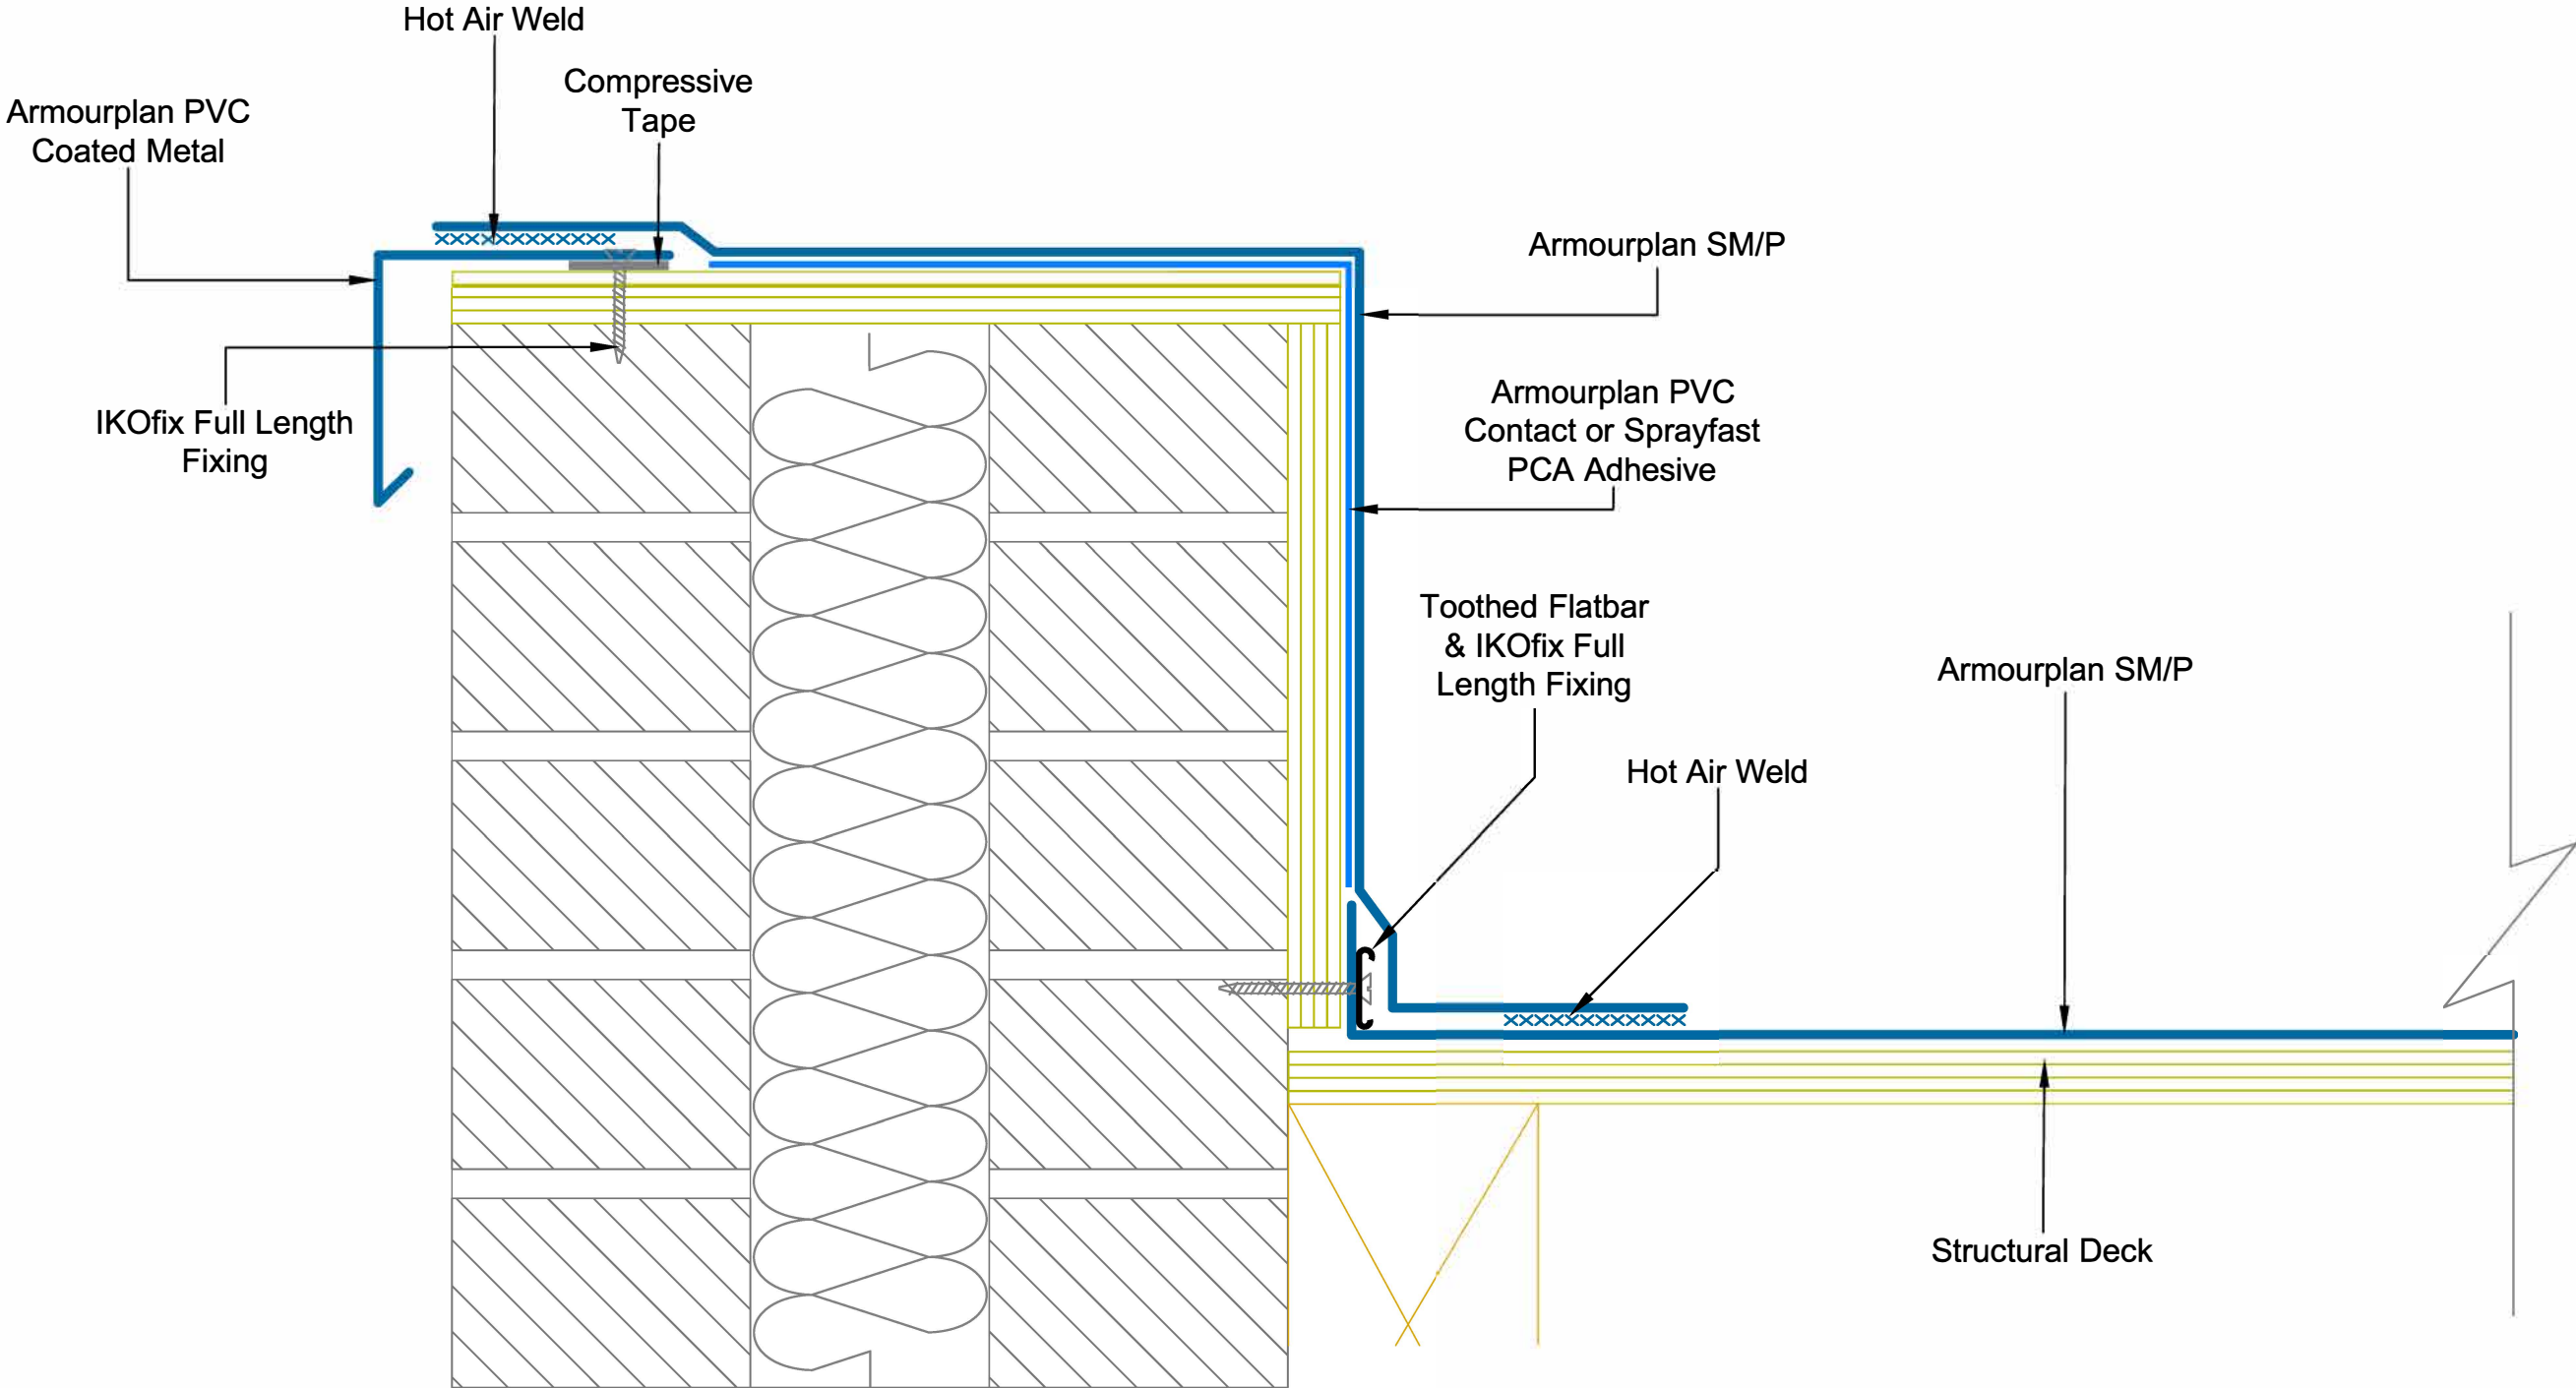 Hot Air Weld
Compressive
Tape
Armourplan PVC
Coated Metal
Armourplan SM/P
Armourplan PVC
Contact or Sprayfast
PCA Adhesive
IKOfix Full Length
Fixing
Toothed Flatbar
& IKOfix Full
Length Fixing
Armourplan SM/P
Hot Air Weld
Structural Deck